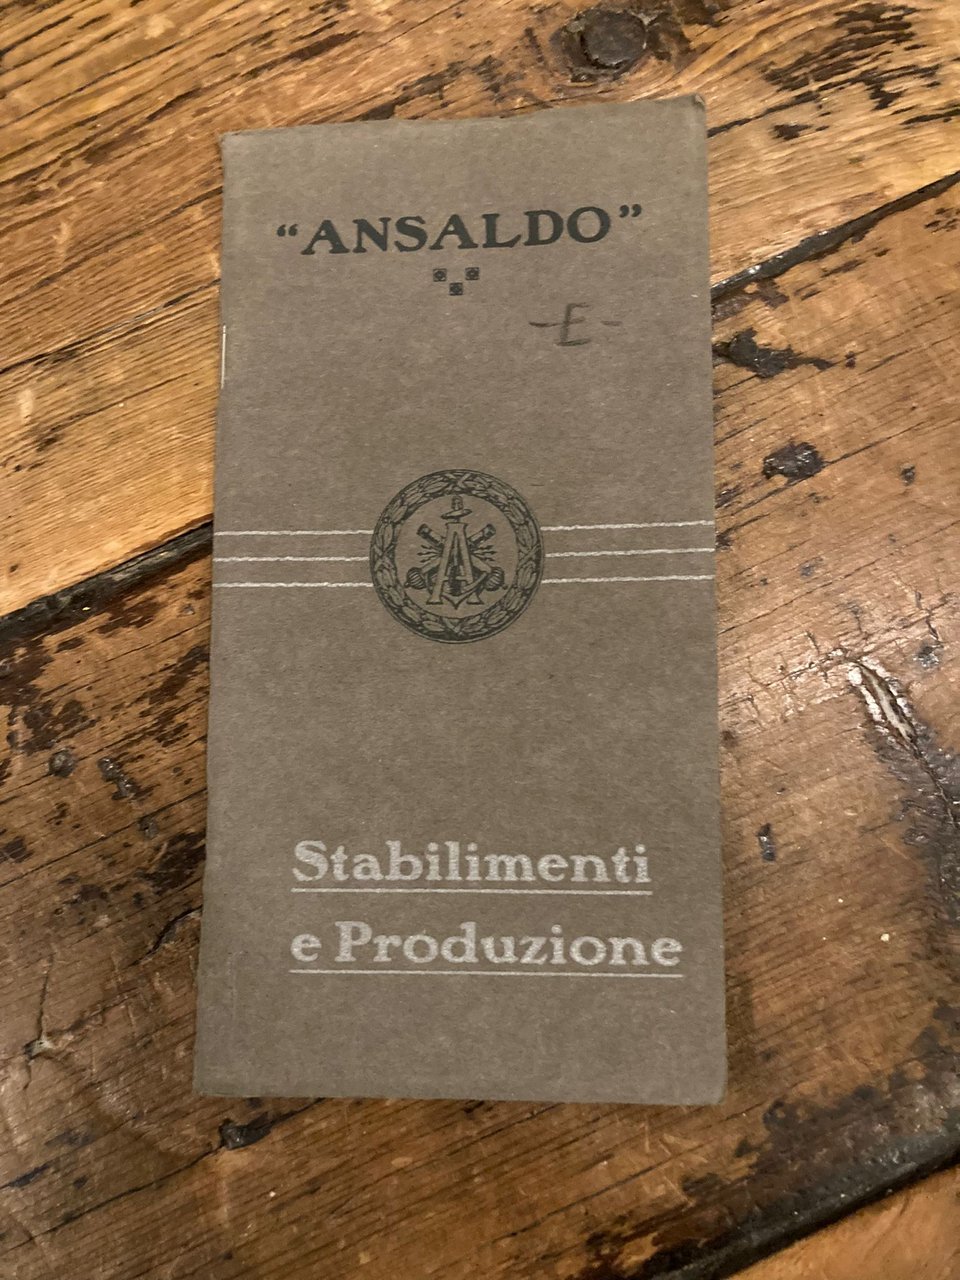 “ANSALDO”
-E-
A
Stabilimenti
e Produzione